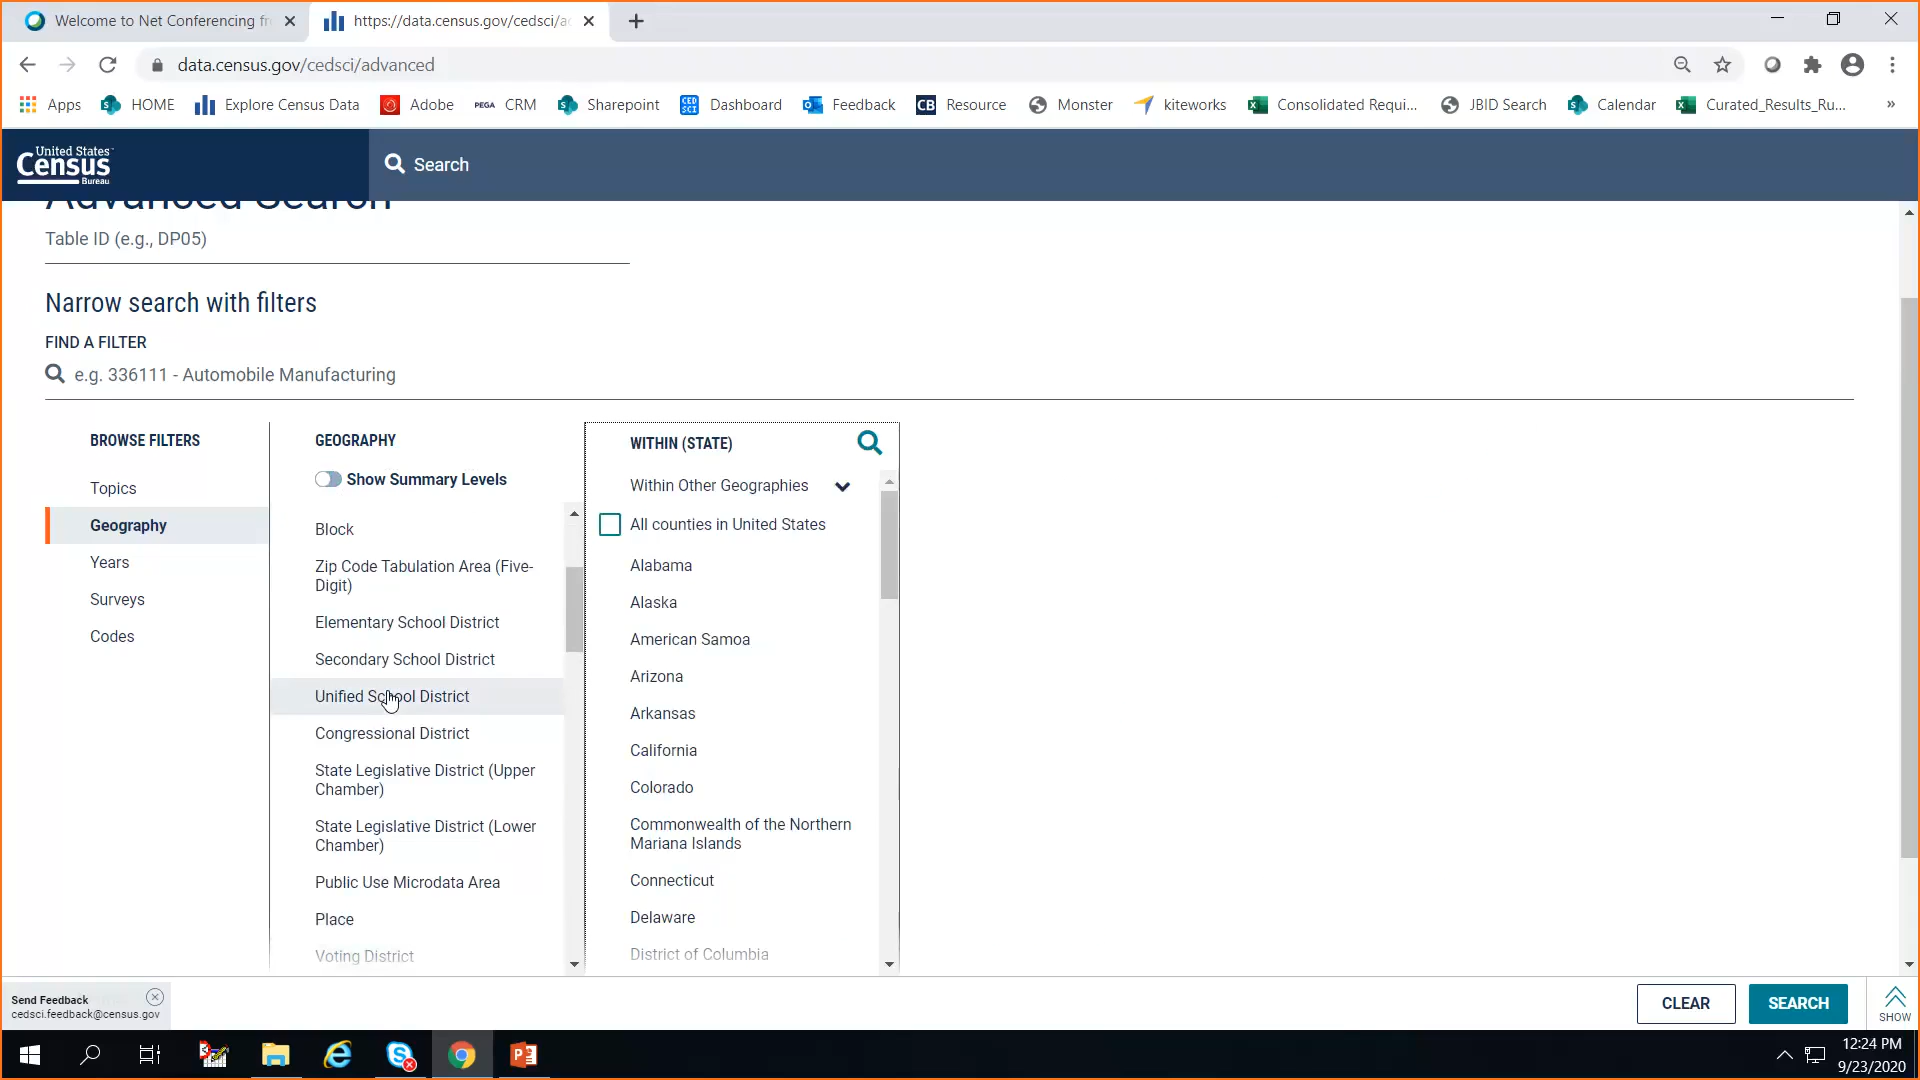 Welcome to Net Conferencing fr
https://data.census.gov/cedsci/a
data.census.gov/cedsci/advanced
Apps
HOME
Explore Census Data
Adobe
PEGA CRM
Sharepoint
CED SCI Dashboard
Feedback
CB Resource
Monster
kiteworks
Consolidated Requi...
JBID Search
Calendar
Curated_Results_Ru...
»
United States
Census
Bureau
Search
Advanced Search
Table ID (e.g., DP05)
Narrow search with filters
FIND A FILTER
e.g. 336111 - Automobile Manufacturing
BROWSE FILTERS
Topics
Geography
Years
Surveys
Codes
GEOGRAPHY
Show Summary Levels
Block
Zip Code Tabulation Area (Five-
Digit)
Elementary School District
Secondary School District
Unified School District
Congressional District
State Legislative District (Upper
Chamber)
State Legislative District (Lower
Chamber)
Public Use Microdata Area
Place
Voting District
WITHIN (STATE)
Within Other Geographies
All counties in United States
Alabama
Alaska
American Samoa
Arizona
Arkansas
California
Colorado
Commonwealth of the Northern
Mariana Islands
Connecticut
Delaware
District of Columbia
Send Feedback
cedsci.feedback@census.gov
CLEAR
SEARCH
SHOW
12:24 PM
9/23/2020